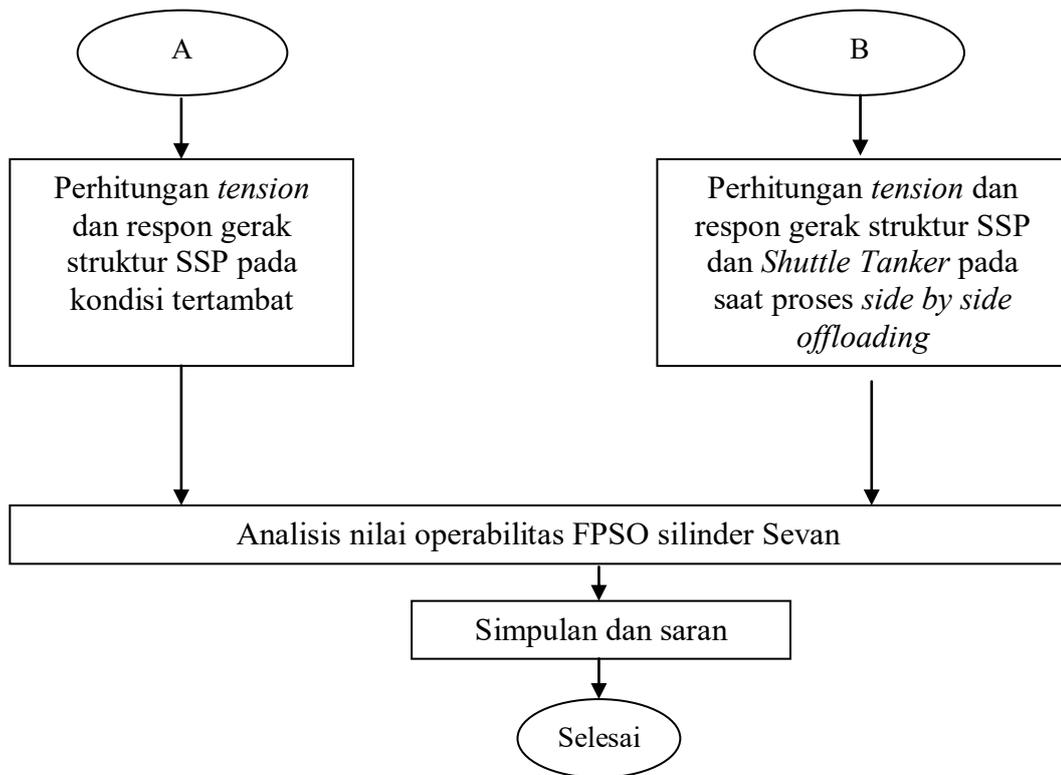 A
B
Perhitungan tension
dan respon gerak
struktur SSP pada
kondisi tertambat
Perhitungan tension dan
respon gerak struktur SSP
dan Shuttle Tanker pada
saat proses side by side
offloading
Analisis nilai operabilitas FPSO silinder Sevan
Simpulan dan saran
Selesai